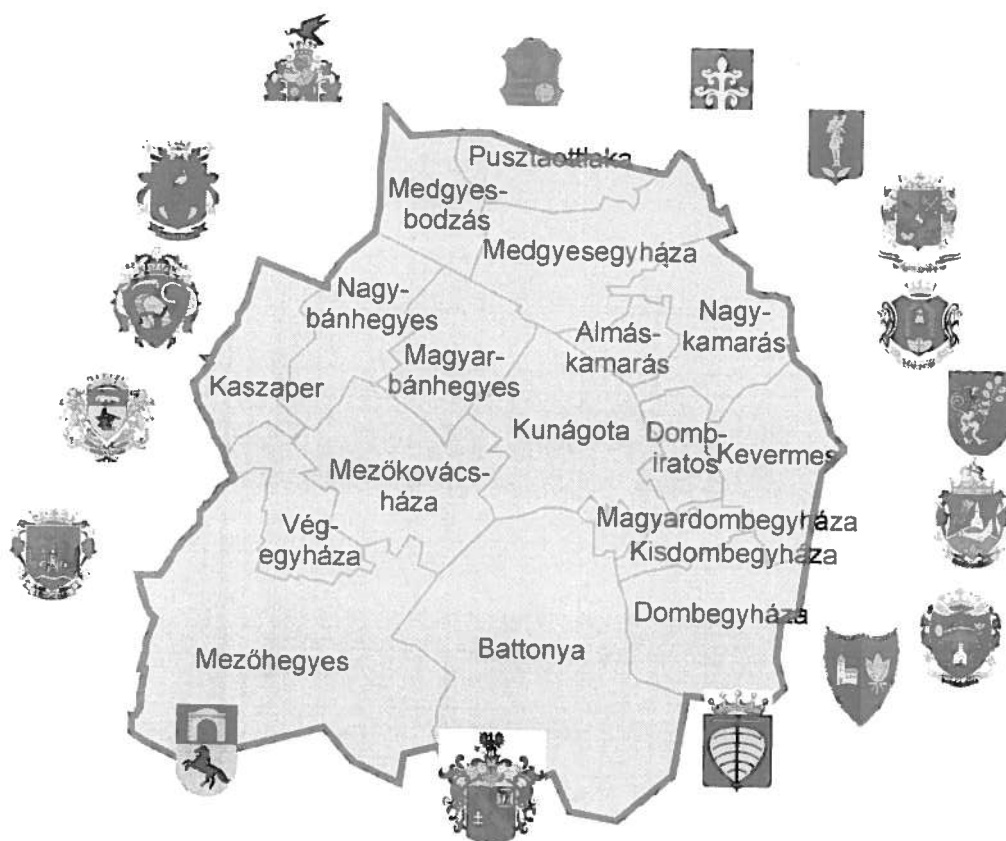 Pusztaottlaka
Medgyes-
bodzás
Medgyesegyháza
Nagy-
bánhegyes
Almás-
kamarás
Nagy-
kamarás
Magyar-
bánhegyes
Kaszaper
Kunágota
Domb-
iratos
Kevermes
Mezőkovács-
háza
Vég-
egyháza
Magyardombegyháza
Kisdombegyháza
Dombegyháza
Mezőhegyes
Battonya